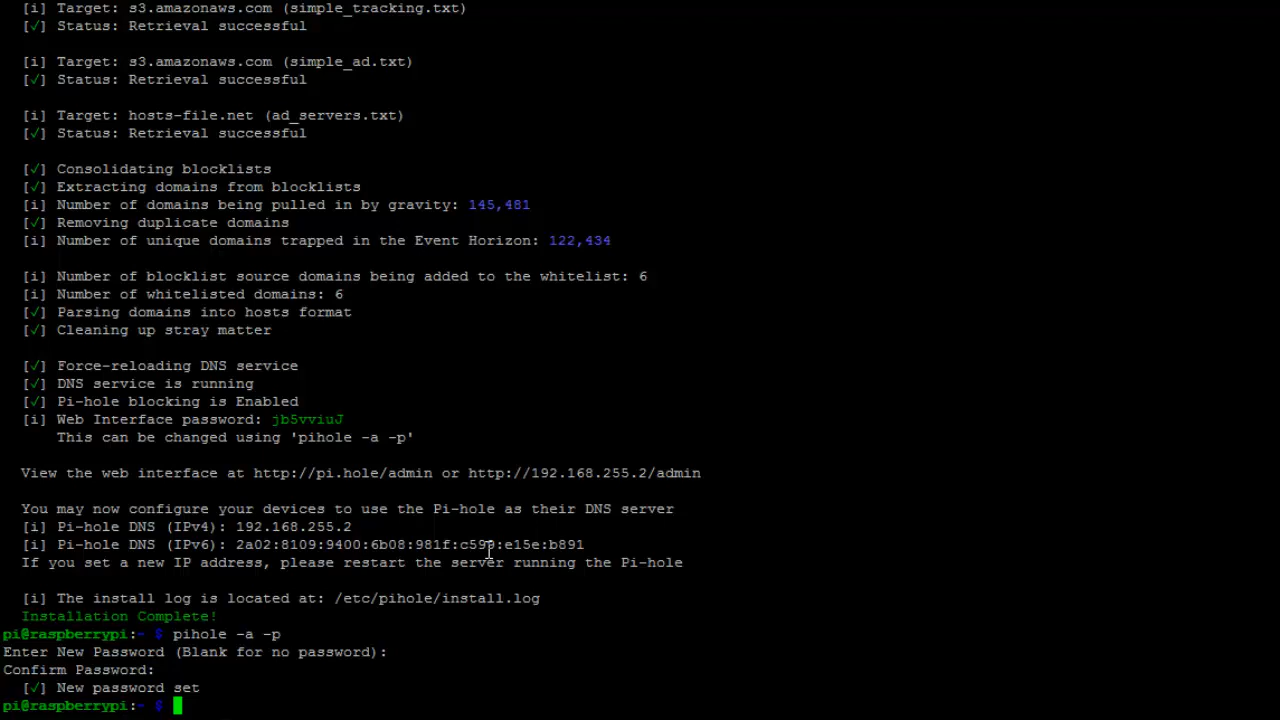 [i] Target: s3.amazonaws.com (simple_tracking.txt)
[✓] Status: Retrieval successful
[i] Target: s3.amazonaws.com (simple_ad.txt)
[✓] Status: Retrieval successful
[i] Target: hosts-file.net (ad_servers.txt)
[✓] Status: Retrieval successful
[✓] Consolidating blocklists
[✓] Extracting domains from blocklists
[i] Number of domains being pulled in by gravity: 145,481
[✓] Removing duplicate domains
[i] Number of unique domains trapped in the Event Horizon: 122,434
[i] Number of blocklist source domains being added to the whitelist: 6
[i] Number of whitelisted domains: 6
[✓] Parsing domains into hosts format
[✓] Cleaning up stray matter
[✓] Force-reloading DNS service
[✓] DNS service is running
[✓] Pi-hole blocking is Enabled
[i] Web Interface password: jb5vviuJ
This can be changed using 'pihole -a -p'
View the web interface at http://pi.hole/admin or http://192.168.255.2/admin
You may now configure your devices to use the Pi-hole as their DNS server
[i] Pi-hole DNS (IPv4): 192.168.255.2
[i] Pi-hole DNS (IPv6): 2a02:8109:9400:6b08:981f:c599:e15e:b891
If you set a new IP address, please restart the server running the Pi-hole
[i] The install log is located at: /etc/pihole/install.log
Installation Complete!
pi@raspberrypi:~ $ pihole -a -p
Enter New Password (Blank for no password):
Confirm Password:
[✓] New password set
pi@raspberrypi:~ $